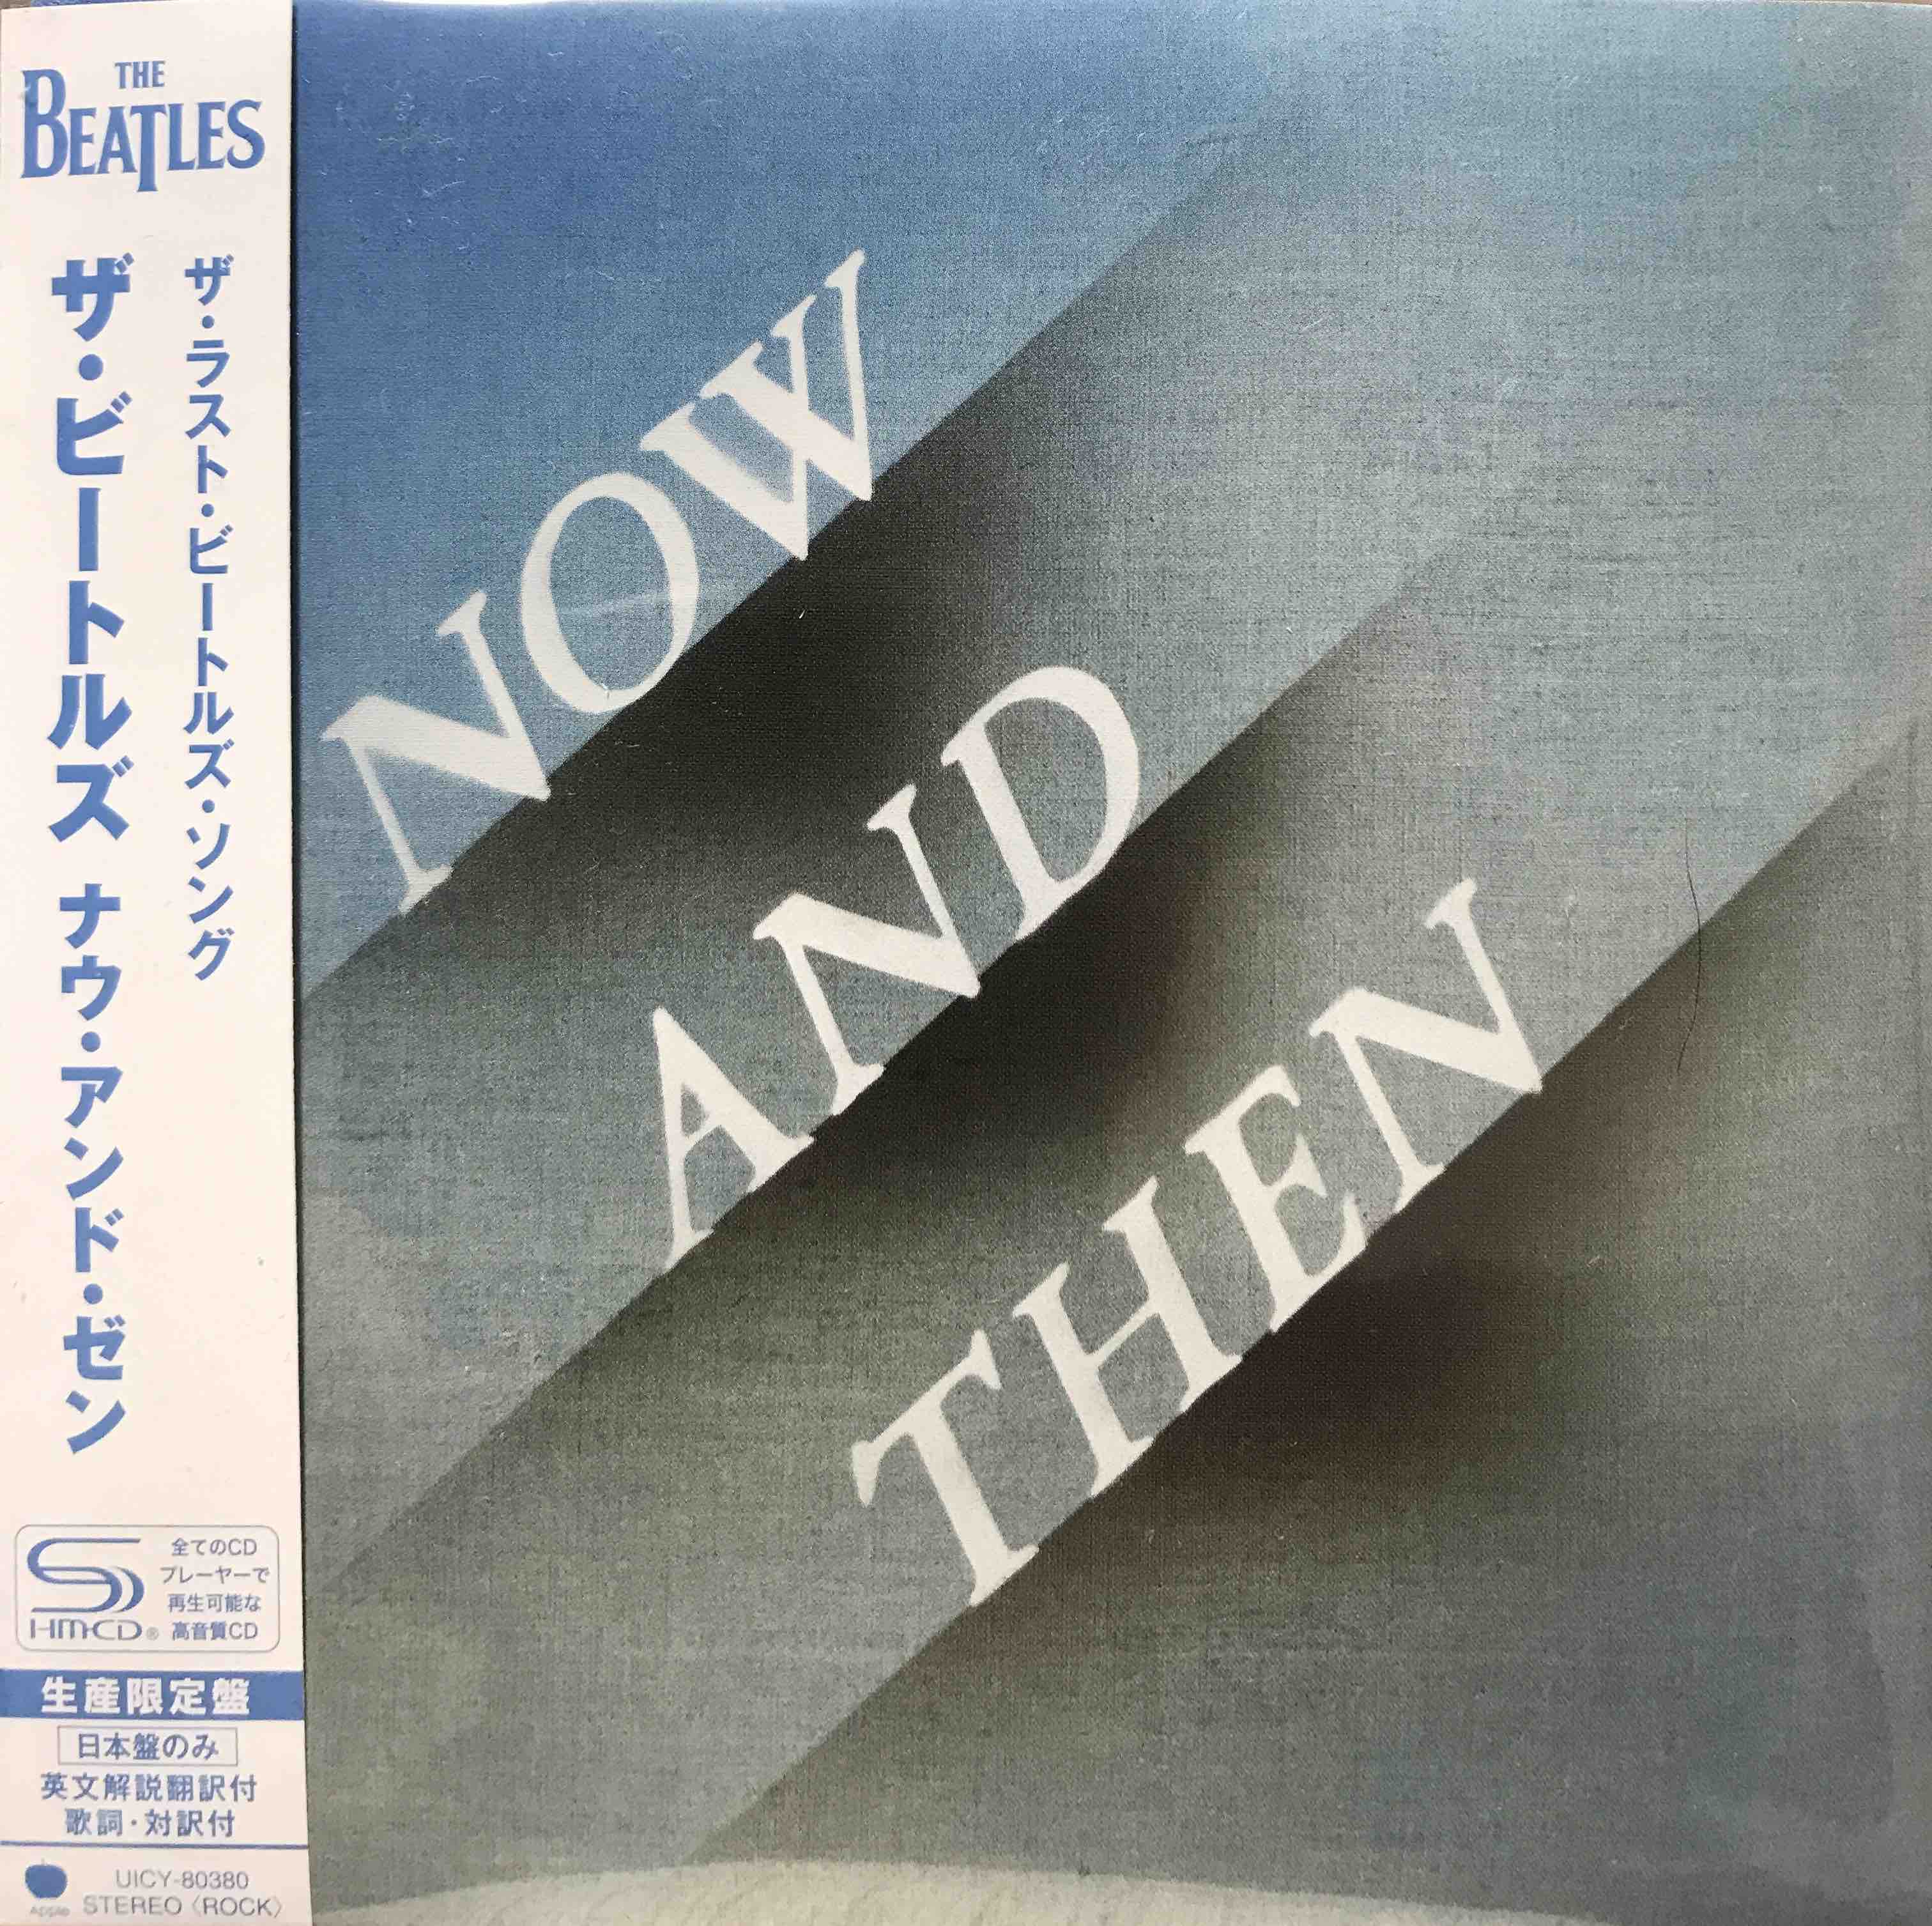 THE
BEATLES
ザ・ラスト・ビートルズ・ソング
ザ・ビートルズ ナウ・アンド・ゼン
NOW
AND
THEN
SHM-CD®
全てのCD
プレーヤーで
再生可能な
高音質CD
生産限定盤
日本盤のみ
英文解説翻訳付
歌詞・対訳付
Apple
UICY-80380
STEREO〈ROCK〉